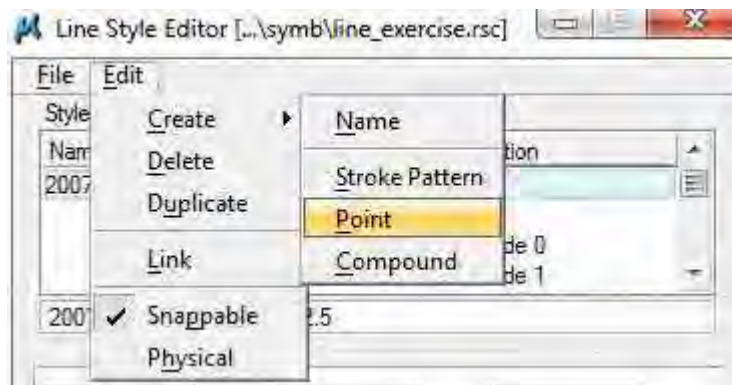 Line Style Editor [...\symb\line_exercise.rsc]
File Edit
Style
Create Name
Nam tion
Delete
2007 Stroke Pattern
Duplicate
Point
de 0
Link Compound
de 1
200 Snappable 2.5
Physical